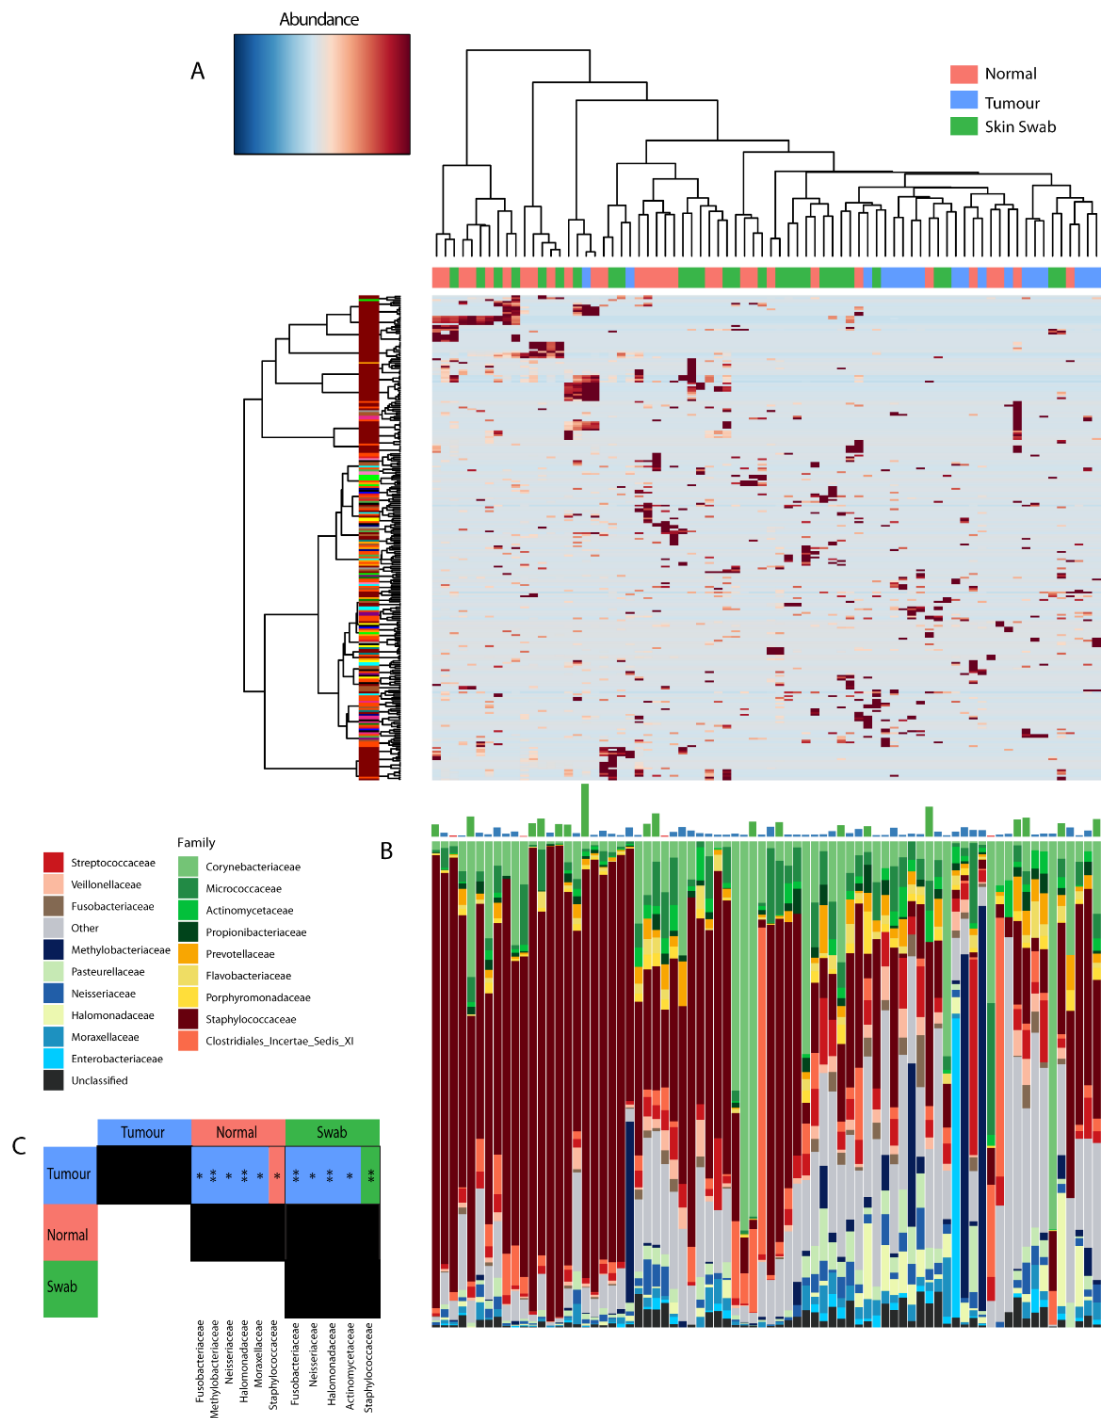 Abundance
A
Normal
Tumour
Skin Swab
B
Family
Streptococcaceae
Veillonellaceae
Fusobacteriaceae
Other
Methylobacteriaceae
Pasteurellaceae
Neisseriaceae
Halomonadaceae
Moraxellaceae
Enterobacteriaceae
Unclassified
Corynebacteriaceae
Micrococcaceae
Actinomycetaceae
Propionibacteriaceae
Prevotellaceae
Flavobacteriaceae
Porphyromonadaceae
Staphylococcaceae
Clostridiales_Incertae_Sedis_XI
C
Tumour
Normal
Swab
Tumour
* ** * ** * * ** * ** * **
Normal
Swab
Fusobacteriaceae
Methylobacteriaceae
Neisseriaceae
Halomonadaceae
Moraxellaceae
Staphylococcaceae
Fusobacteriaceae
Neisseriaceae
Halomonadaceae
Actinomycetaceae
Staphylococcaceae